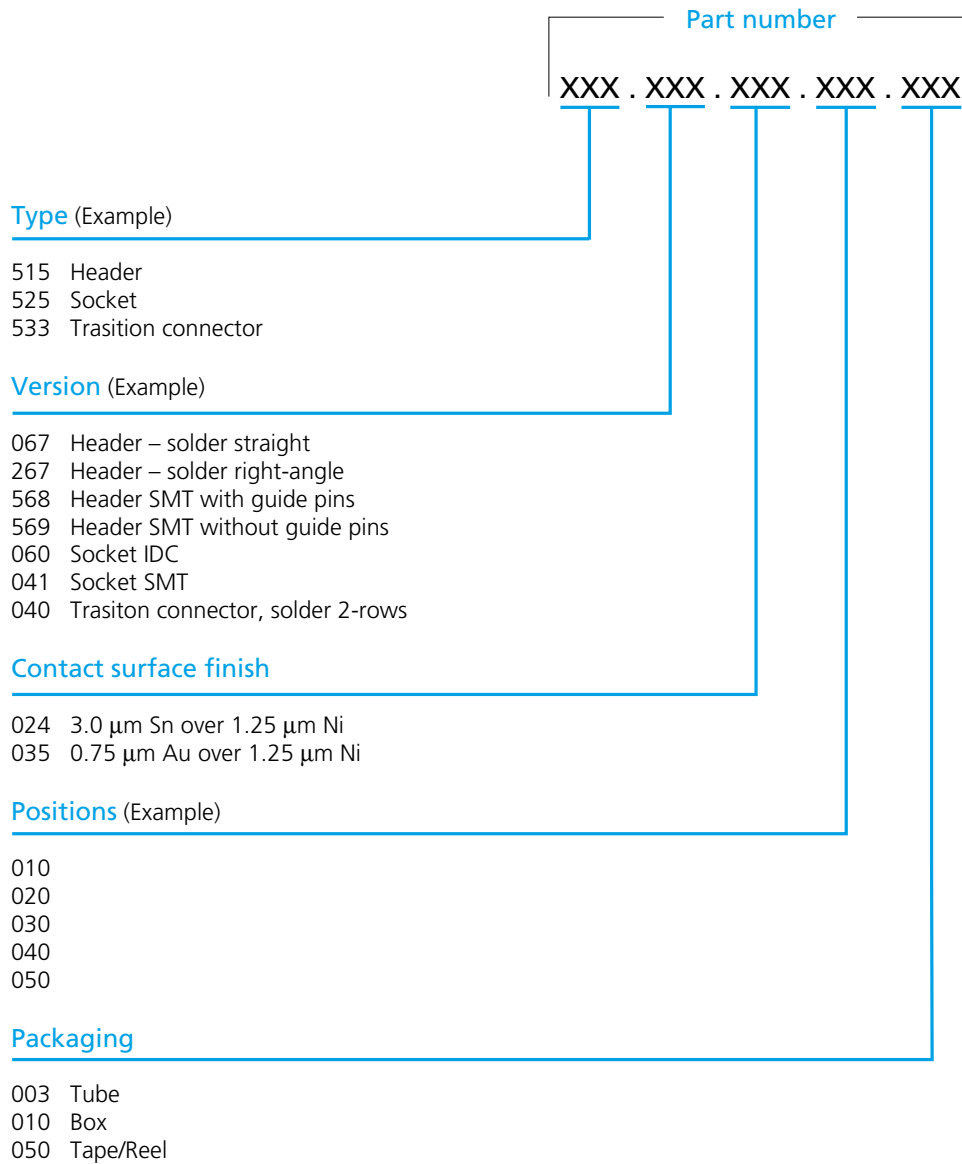 Part number
XXX . XXX . XXX . XXX . XXX
Type (Example)
515 Header
525 Socket
533 Trasition connector
Version (Example)
067 Header – solder straight
267 Header – solder right-angle
568 Header SMT with guide pins
569 Header SMT without guide pins
060 Socket IDC
041 Socket SMT
040 Trasiton connector, solder 2-rows
Contact surface finish
024 3.0 µm Sn over 1.25 µm Ni
035 0.75 µm Au over 1.25 µm Ni
Positions (Example)
010
020
030
040
050
Packaging
003 Tube
010 Box
050 Tape/Reel